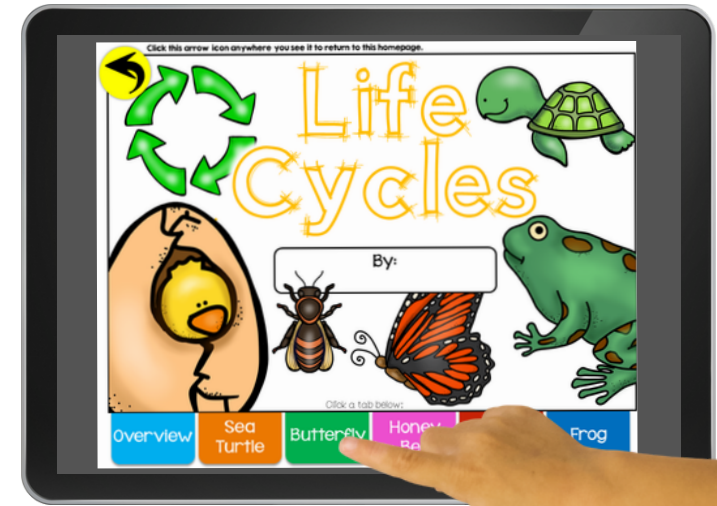 Click this arrow icon anywhere you see it to return to this homepage.
Life
Cycles
By:
Click a tab below:
Overview
Sea
Turtle
Butterfly
Honey
Frog